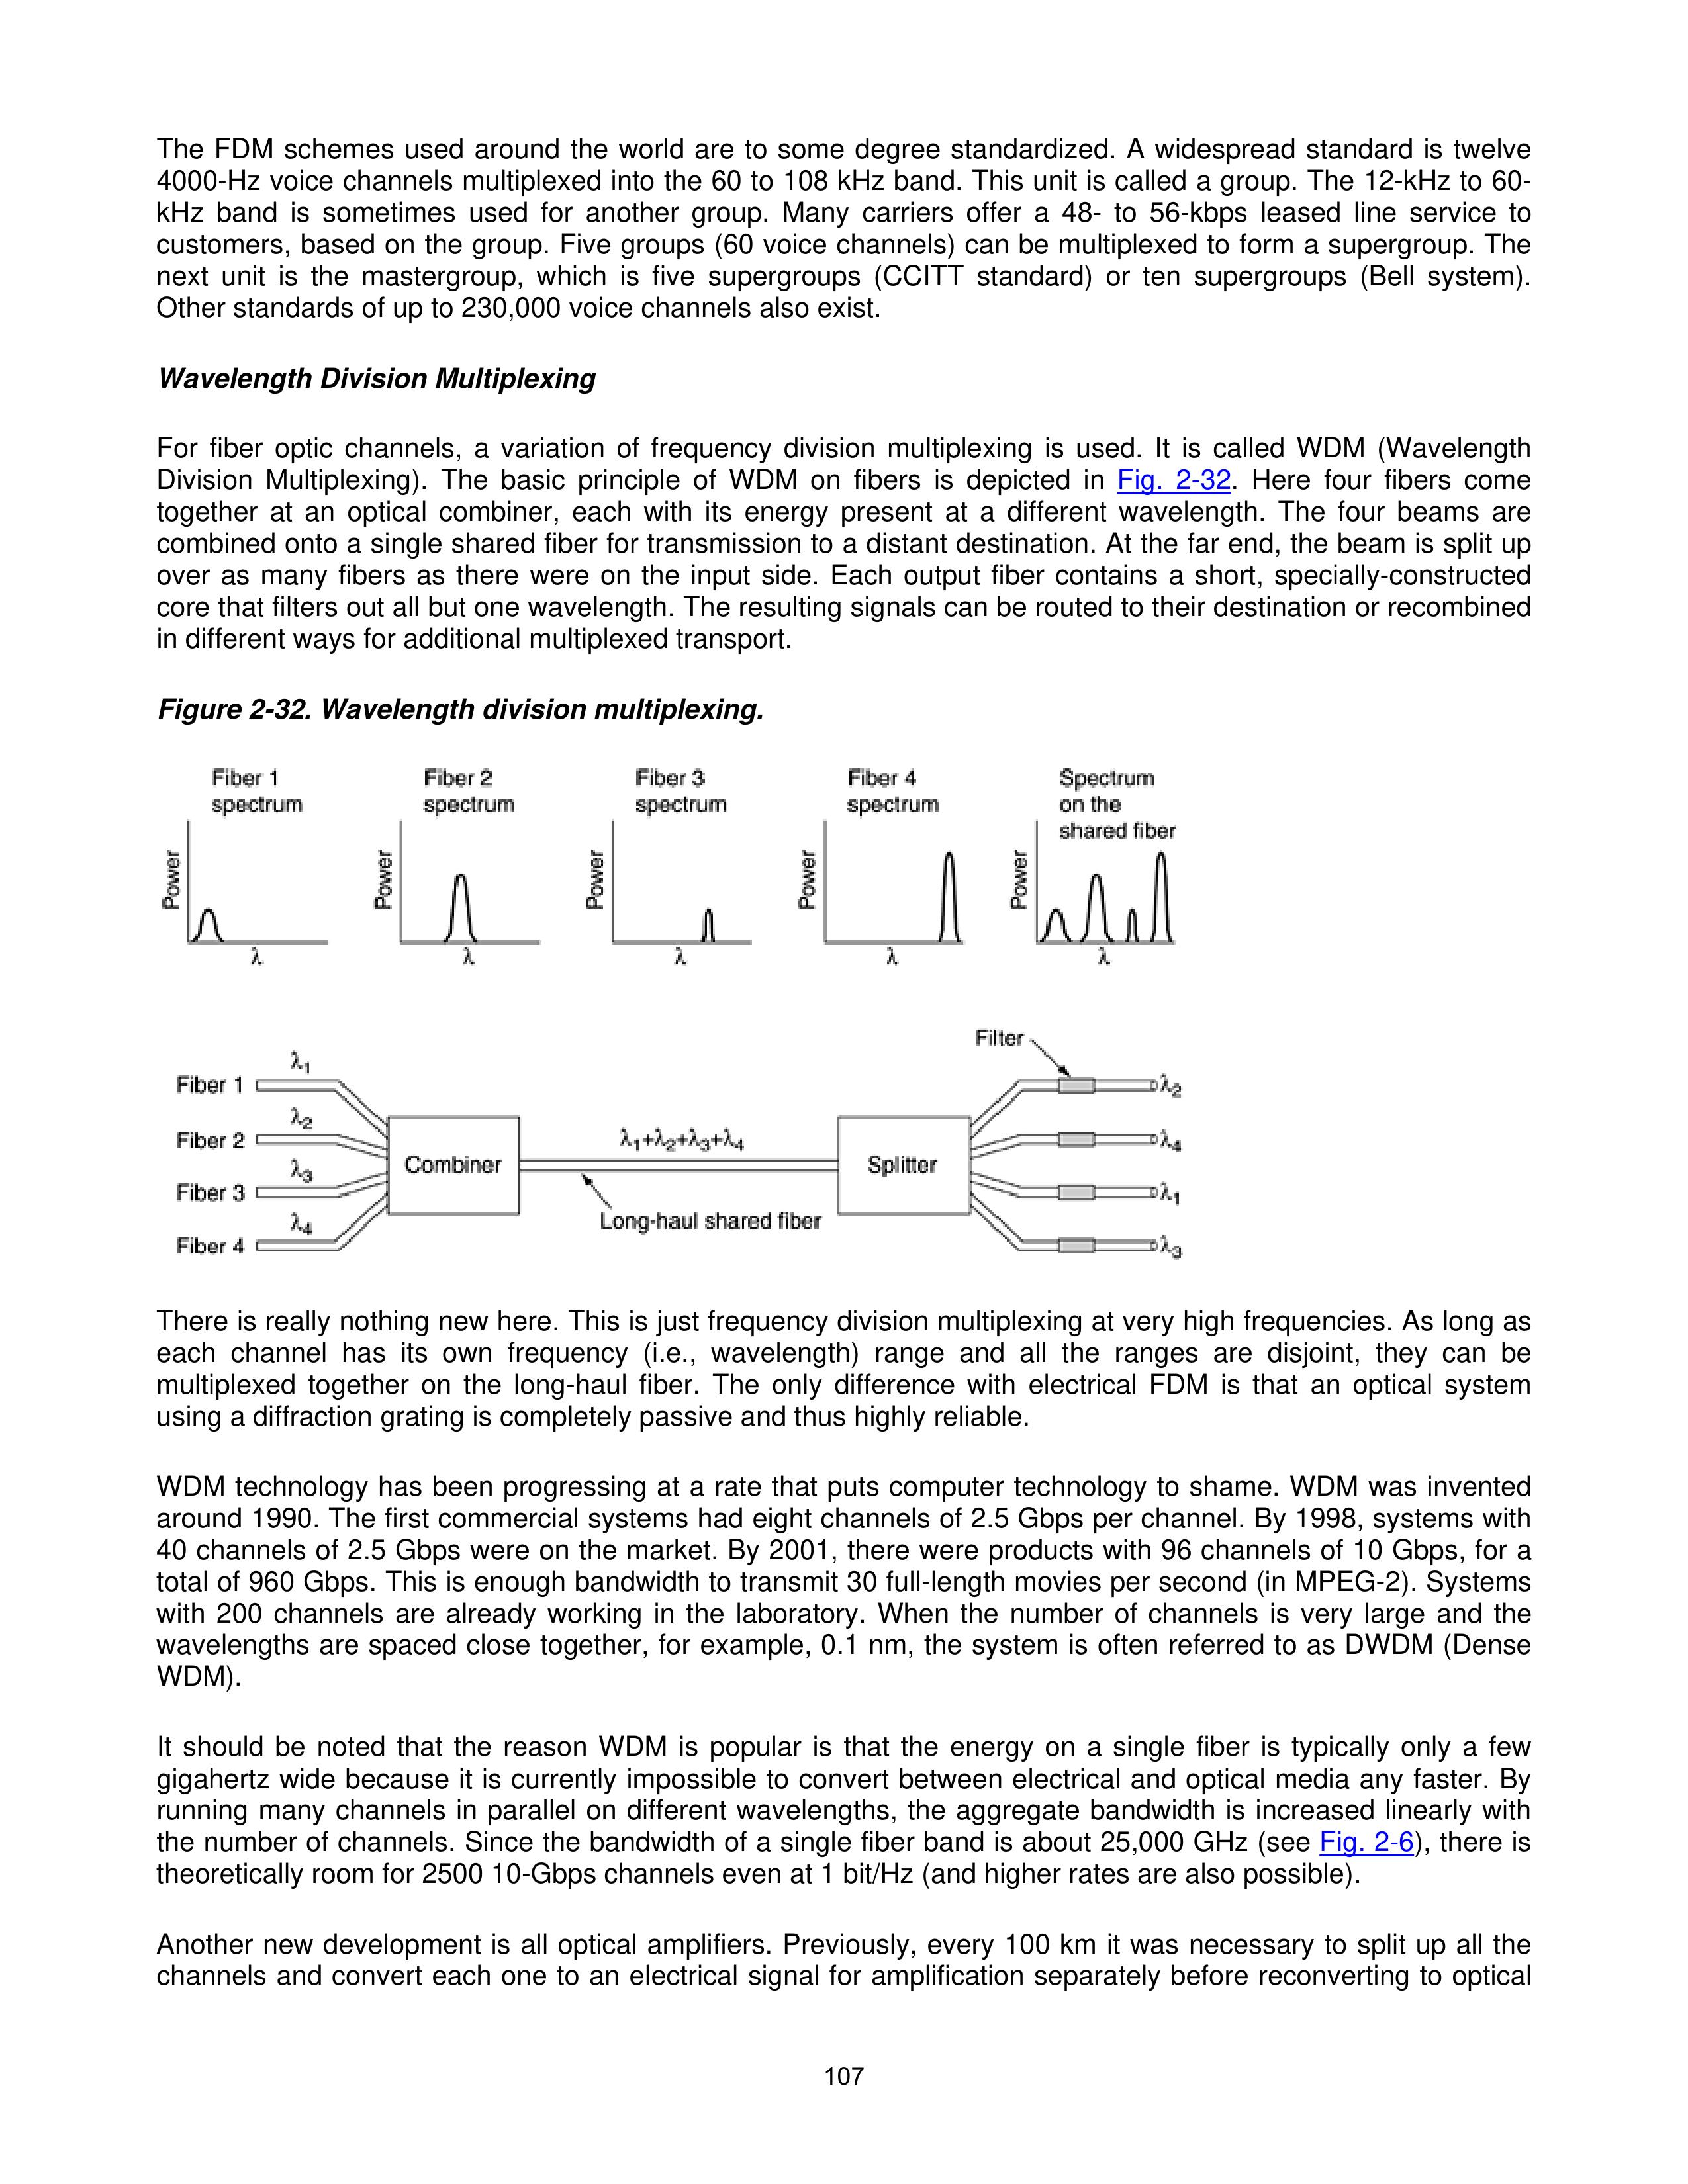 The FDM schemes used around the world are to some degree standardized. A widespread standard is twelve
4000-Hz voice channels multiplexed into the 60 to 108 kHz band. This unit is called a group. The 12-kHz to 60-
kHz band is sometimes used for another group. Many carriers offer a 48- to 56-kbps leased line service to
customers, based on the group. Five groups (60 voice channels) can be multiplexed to form a supergroup. The
next unit is the mastergroup, which is five supergroups (CCITT standard) or ten supergroups (Bell system).
Other standards of up to 230,000 voice channels also exist.
Wavelength Division Multiplexing
For fiber optic channels, a variation of frequency division multiplexing is used. It is called WDM (Wavelength
Division Multiplexing). The basic principle of WDM on fibers is depicted in Fig. 2-32. Here four fibers come
together at an optical combiner, each with its energy present at a different wavelength. The four beams are
combined onto a single shared fiber for transmission to a distant destination. At the far end, the beam is split up
over as many fibers as there were on the input side. Each output fiber contains a short, specially-constructed
core that filters out all but one wavelength. The resulting signals can be routed to their destination or recombined
in different ways for additional multiplexed transport.
Figure 2-32. Wavelength division multiplexing.
Fiber 1
spectrum
Power
λ
Fiber 2
spectrum
Power
λ
Fiber 3
spectrum
Power
λ
Fiber 4
spectrum
Power
λ
Spectrum
on the
shared fiber
Power
λ
Fiber 1
λ₁
Fiber 2
λ₂
Fiber 3
λ₃
Fiber 4
λ₄
Combiner
λ₁+λ₂+λ₃+λ₄
Long-haul shared fiber
Splitter
Filter
λ₂
λ₄
λ₁
λ₃
There is really nothing new here. This is just frequency division multiplexing at very high frequencies. As long as
each channel has its own frequency (i.e., wavelength) range and all the ranges are disjoint, they can be
multiplexed together on the long-haul fiber. The only difference with electrical FDM is that an optical system
using a diffraction grating is completely passive and thus highly reliable.
WDM technology has been progressing at a rate that puts computer technology to shame. WDM was invented
around 1990. The first commercial systems had eight channels of 2.5 Gbps per channel. By 1998, systems with
40 channels of 2.5 Gbps were on the market. By 2001, there were products with 96 channels of 10 Gbps, for a
total of 960 Gbps. This is enough bandwidth to transmit 30 full-length movies per second (in MPEG-2). Systems
with 200 channels are already working in the laboratory. When the number of channels is very large and the
wavelengths are spaced close together, for example, 0.1 nm, the system is often referred to as DWDM (Dense
WDM).
It should be noted that the reason WDM is popular is that the energy on a single fiber is typically only a few
gigahertz wide because it is currently impossible to convert between electrical and optical media any faster. By
running many channels in parallel on different wavelengths, the aggregate bandwidth is increased linearly with
the number of channels. Since the bandwidth of a single fiber band is about 25,000 GHz (see Fig. 2-6), there is
theoretically room for 2500 10-Gbps channels even at 1 bit/Hz (and higher rates are also possible).
Another new development is all optical amplifiers. Previously, every 100 km it was necessary to split up all the
channels and convert each one to an electrical signal for amplification separately before reconverting to optical
107